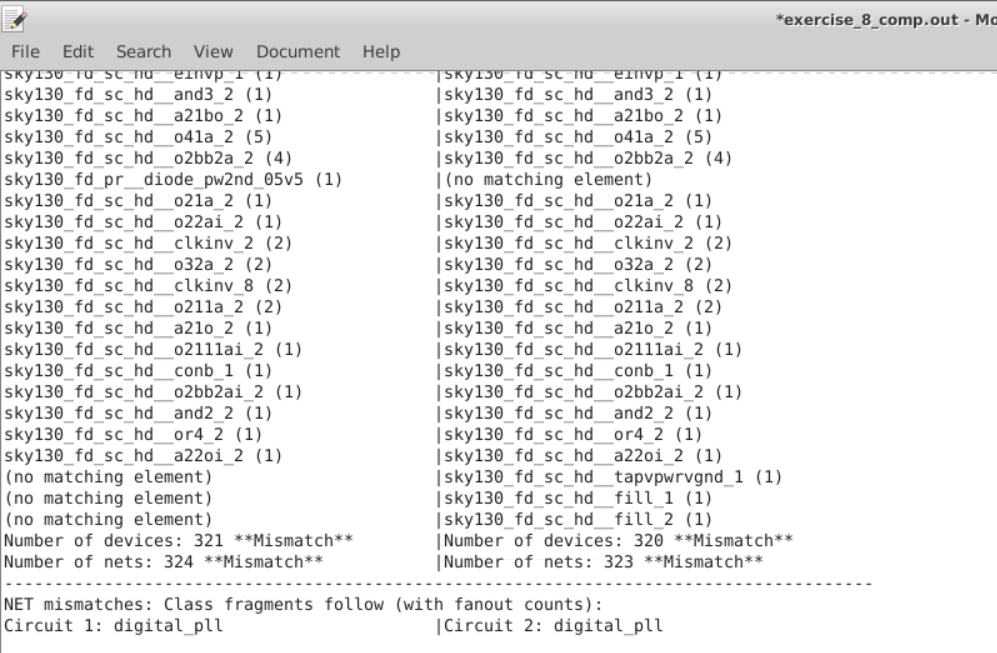 *exercise_8_comp.out - Mo
File Edit Search View Document Help
sky130_fd_sc_hd__einvp_1 (1) |sky130_fd_sc_hd__einvp_1 (1)
sky130_fd_sc_hd__and3_2 (1) |sky130_fd_sc_hd__and3_2 (1)
sky130_fd_sc_hd__a21bo_2 (1) |sky130_fd_sc_hd__a21bo_2 (1)
sky130_fd_sc_hd__o41a_2 (5) |sky130_fd_sc_hd__o41a_2 (5)
sky130_fd_sc_hd__o2bb2a_2 (4) |sky130_fd_sc_hd__o2bb2a_2 (4)
sky130_fd_pr__diode_pw2nd_05v5 (1) |(no matching element)
sky130_fd_sc_hd__o21a_2 (1) |sky130_fd_sc_hd__o21a_2 (1)
sky130_fd_sc_hd__o22ai_2 (1) |sky130_fd_sc_hd__o22ai_2 (1)
sky130_fd_sc_hd__clkinv_2 (2) |sky130_fd_sc_hd__clkinv_2 (2)
sky130_fd_sc_hd__o32a_2 (2) |sky130_fd_sc_hd__o32a_2 (2)
sky130_fd_sc_hd__clkinv_8 (2) |sky130_fd_sc_hd__clkinv_8 (2)
sky130_fd_sc_hd__o211a_2 (2) |sky130_fd_sc_hd__o211a_2 (2)
sky130_fd_sc_hd__a21o_2 (1) |sky130_fd_sc_hd__a21o_2 (1)
sky130_fd_sc_hd__o2111ai_2 (1) |sky130_fd_sc_hd__o2111ai_2 (1)
sky130_fd_sc_hd__conb_1 (1) |sky130_fd_sc_hd__conb_1 (1)
sky130_fd_sc_hd__o2bb2ai_2 (1) |sky130_fd_sc_hd__o2bb2ai_2 (1)
sky130_fd_sc_hd__and2_2 (1) |sky130_fd_sc_hd__and2_2 (1)
sky130_fd_sc_hd__or4_2 (1) |sky130_fd_sc_hd__or4_2 (1)
sky130_fd_sc_hd__a22oi_2 (1) |sky130_fd_sc_hd__a22oi_2 (1)
(no matching element) |sky130_fd_sc_hd__tapvpwrvgnd_1 (1)
(no matching element) |sky130_fd_sc_hd__fill_1 (1)
(no matching element) |sky130_fd_sc_hd__fill_2 (1)
Number of devices: 321 **Mismatch** |Number of devices: 320 **Mismatch**
Number of nets: 324 **Mismatch** |Number of nets: 323 **Mismatch**
---------------------------------------------------------------------------------------
NET mismatches: Class fragments follow (with fanout counts):
Circuit 1: digital_pll |Circuit 2: digital_pll